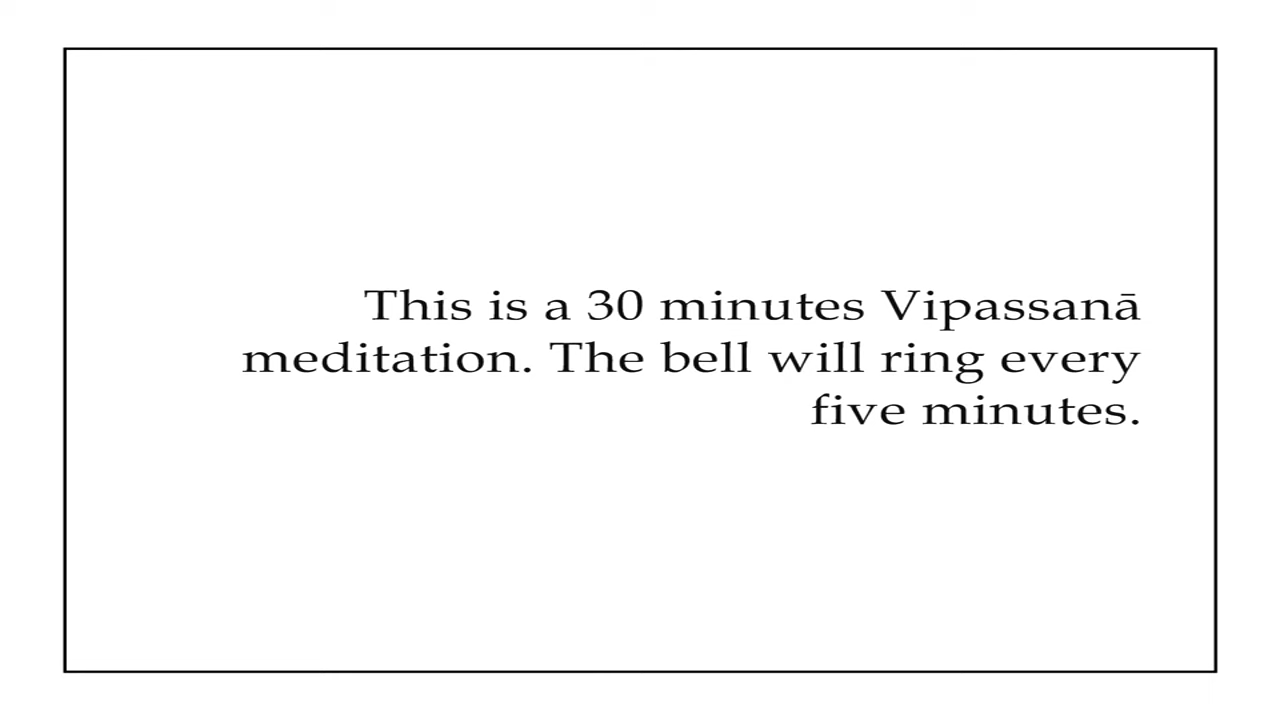 This is a 30 minutes Vipassanā
meditation. The bell will ring every
five minutes.